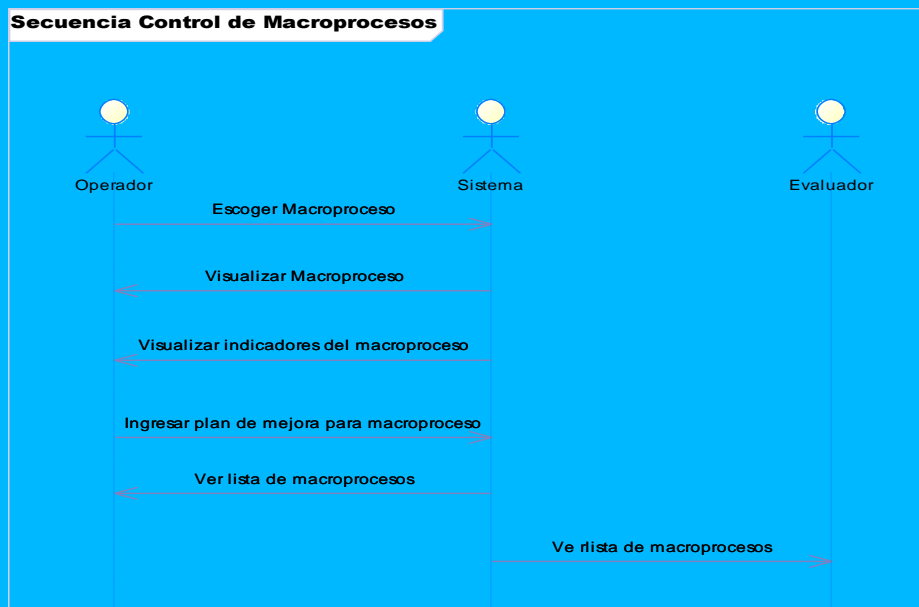 Secuencia Control de Macroprocesos
Operador
Sistema
Evaluador
Escoger Macroproceso
Visualizar Macroproceso
Visualizar indicadores del macroproceso
Ingresar plan de mejora para macroproceso
Ver lista de macroprocesos
Ve rlista de macroprocesos